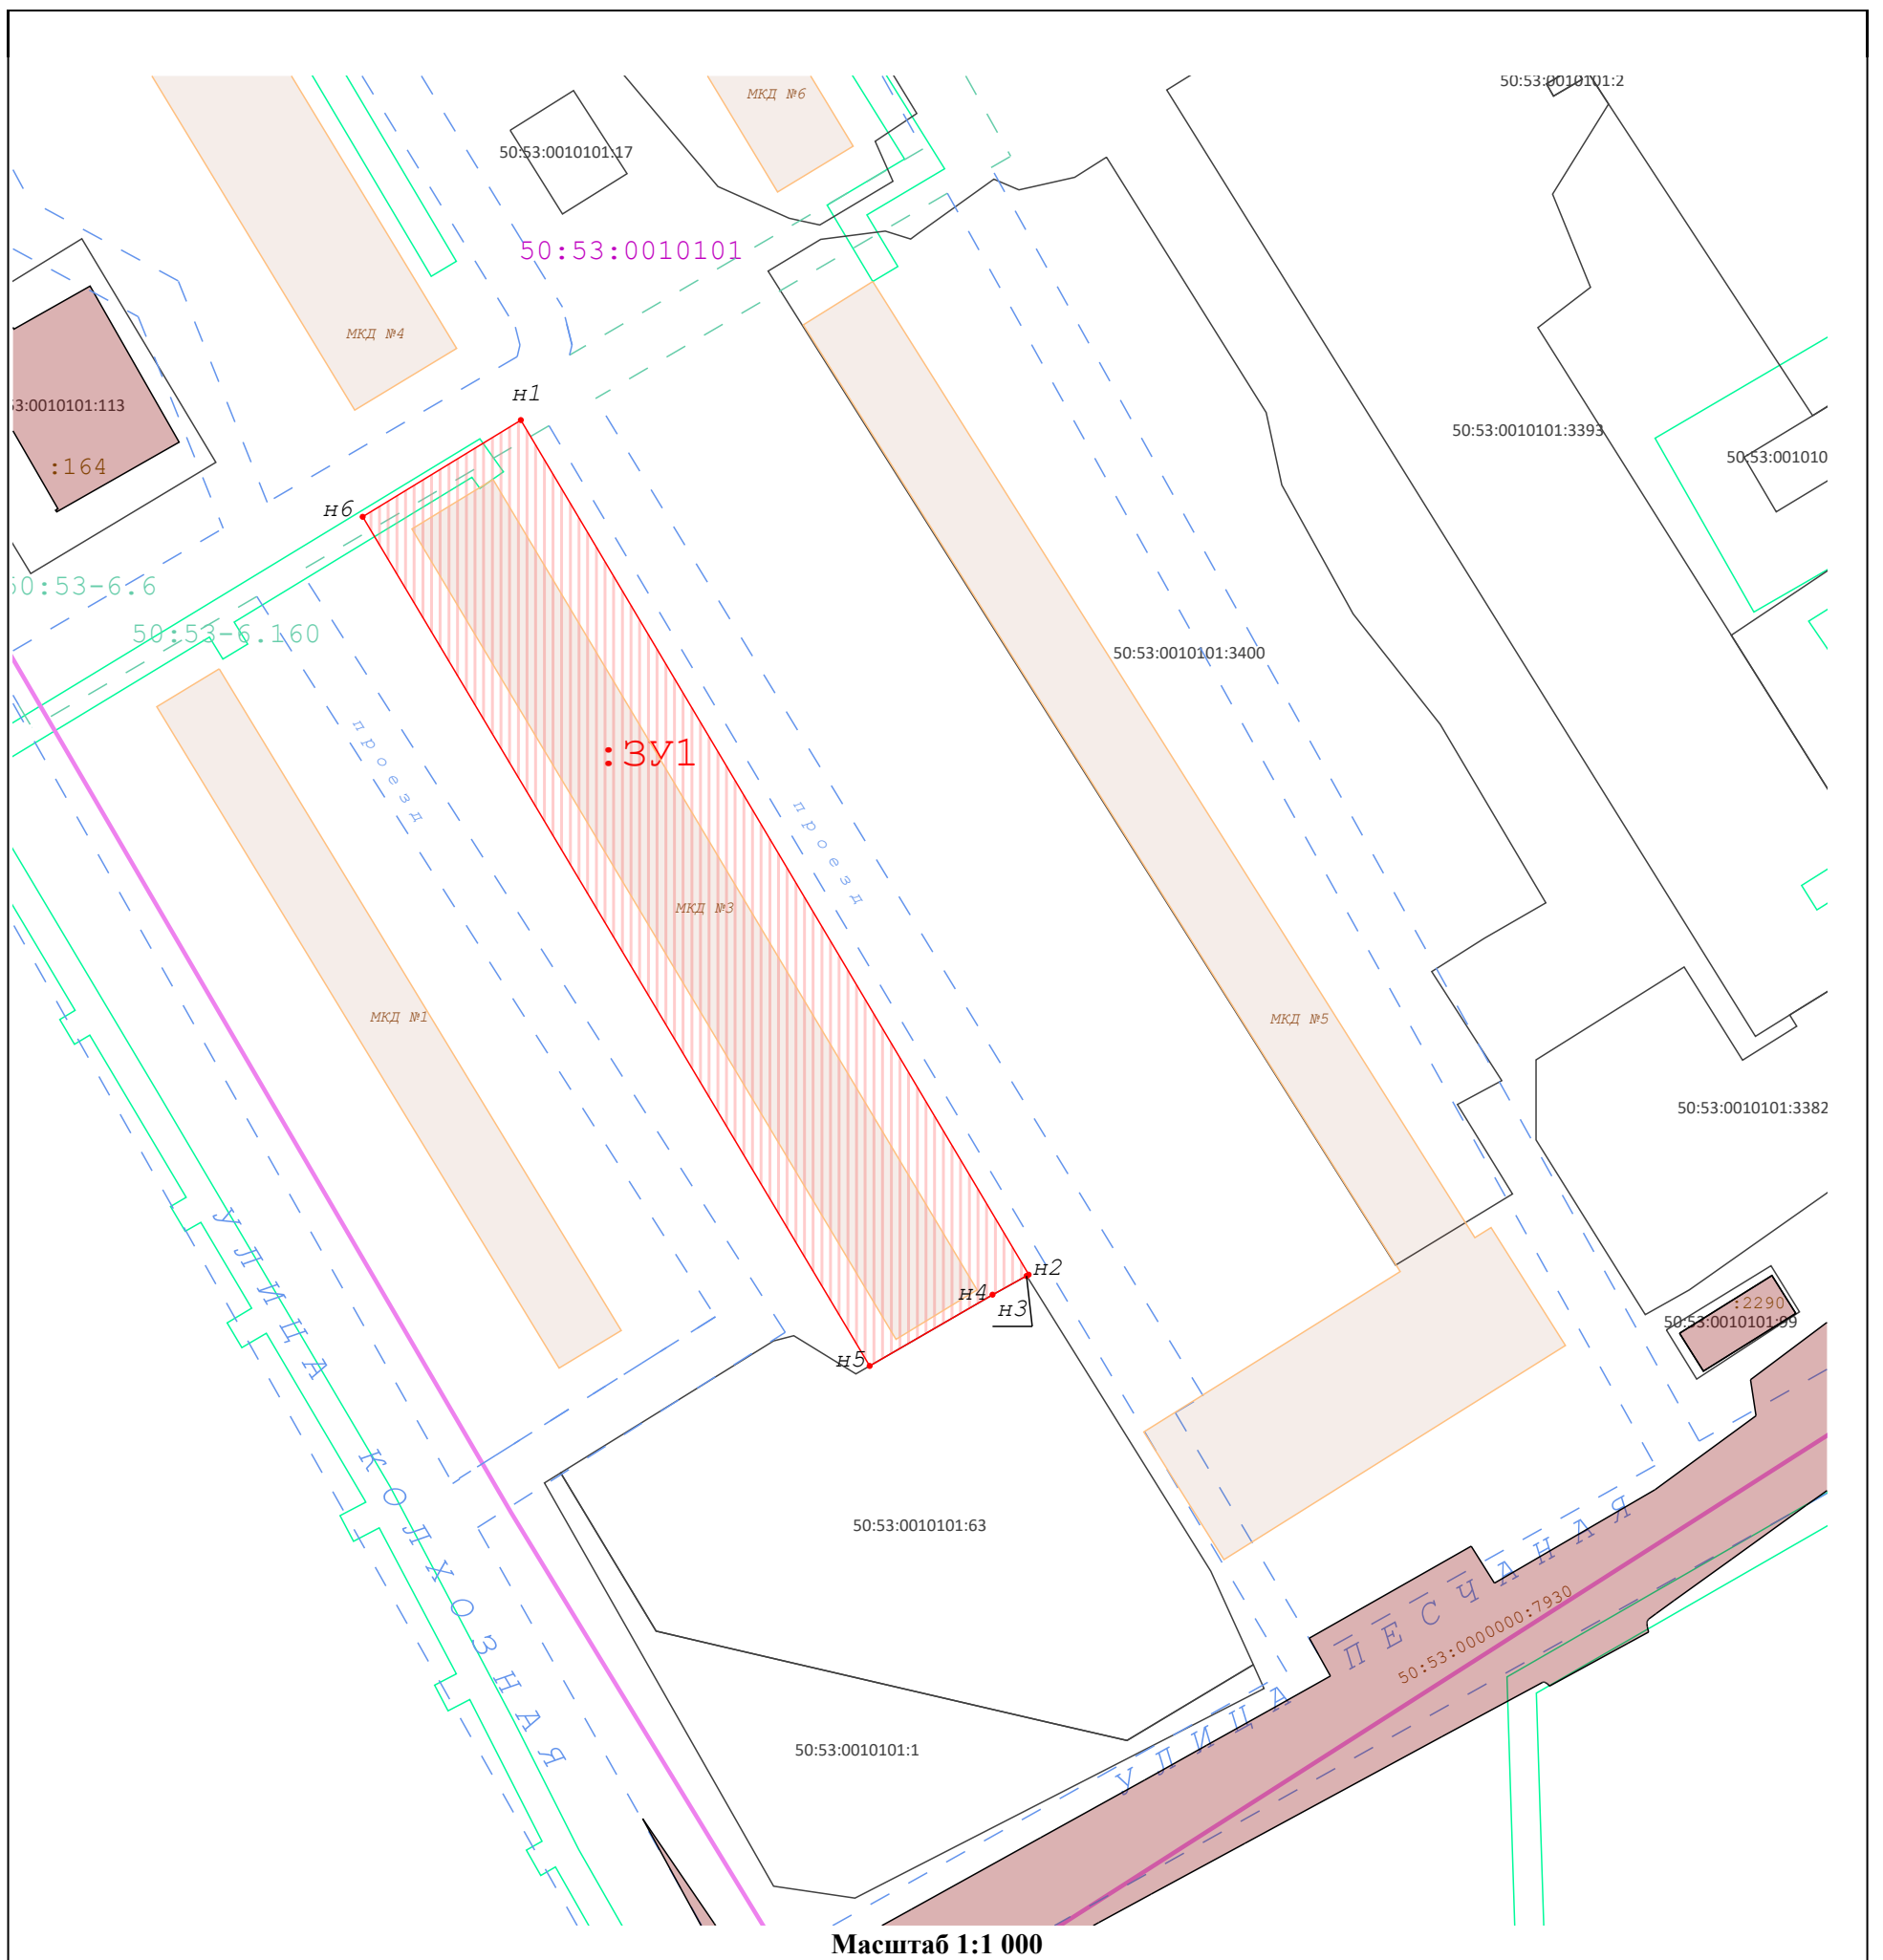 50:53:0010101:2
МКД №6
50:53:0010101:17
50:53:0010101
МКД №4
н1
3:0010101:113
50:53:0010101:3393
50:53:001010
:164
н6
50:53-6.6
50:53-6.160
50:53:0010101:3400
проезд
:ЗУ1
проезд
МКД №3
МКД №1
МКД №5
50:53:0010101:3382
н2
н4
н3
:2290
50:53:0010101:99
н5
УЛИЦА КОЛХОЗНАЯ
50:53:0010101:63
УЛИЦА ПЕСЧАНАЯ
50:53:0000000:7930
50:53:0010101:1
Масштаб 1:1 000